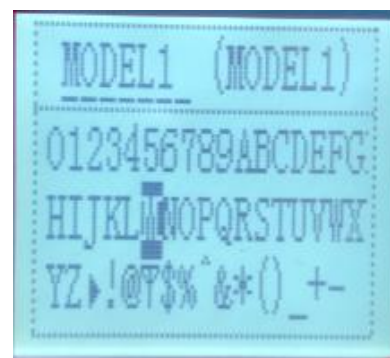 MODEL1 (MODEL1)
0123456789ABCDEFG
HIJKLMNOPQRSTUVWX
YZ▶!@₸$%^&*()_+-